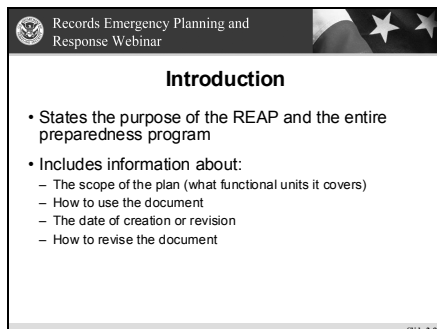 Records Emergency Planning and
Response Webinar
Introduction
• States the purpose of the REAP and the entire
preparedness program
• Includes information about:
– The scope of the plan (what functional units it covers)
– How to use the document
– The date of creation or revision
– How to revise the document